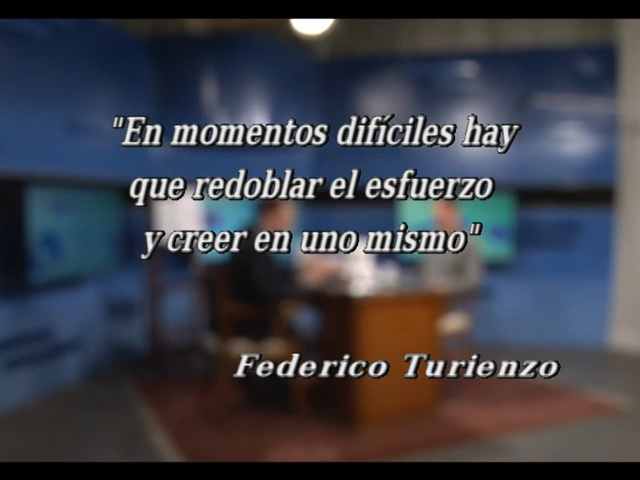 "En momentos difíciles hay
que redoblar el esfuerzo
y creer en uno mismo"
Federico Turienzo